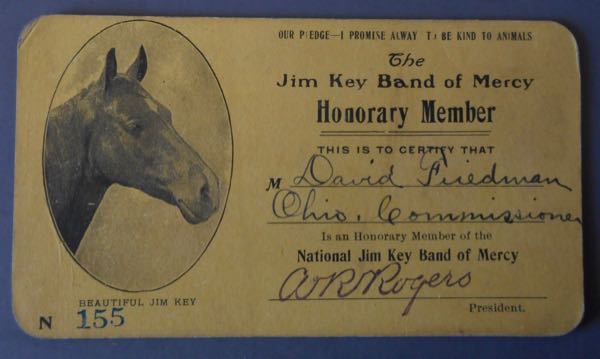 OUR PLEDGE—I PROMISE ALWAY TO BE KIND TO ANIMALS
The
Jim Key Band of Mercy
Honorary Member
THIS IS TO CERTIFY THAT
M David Friedman
Ohio, Commissioner
Is an Honorary Member of the
National Jim Key Band of Mercy
A R Rogers
President.
BEAUTIFUL JIM KEY
N 155